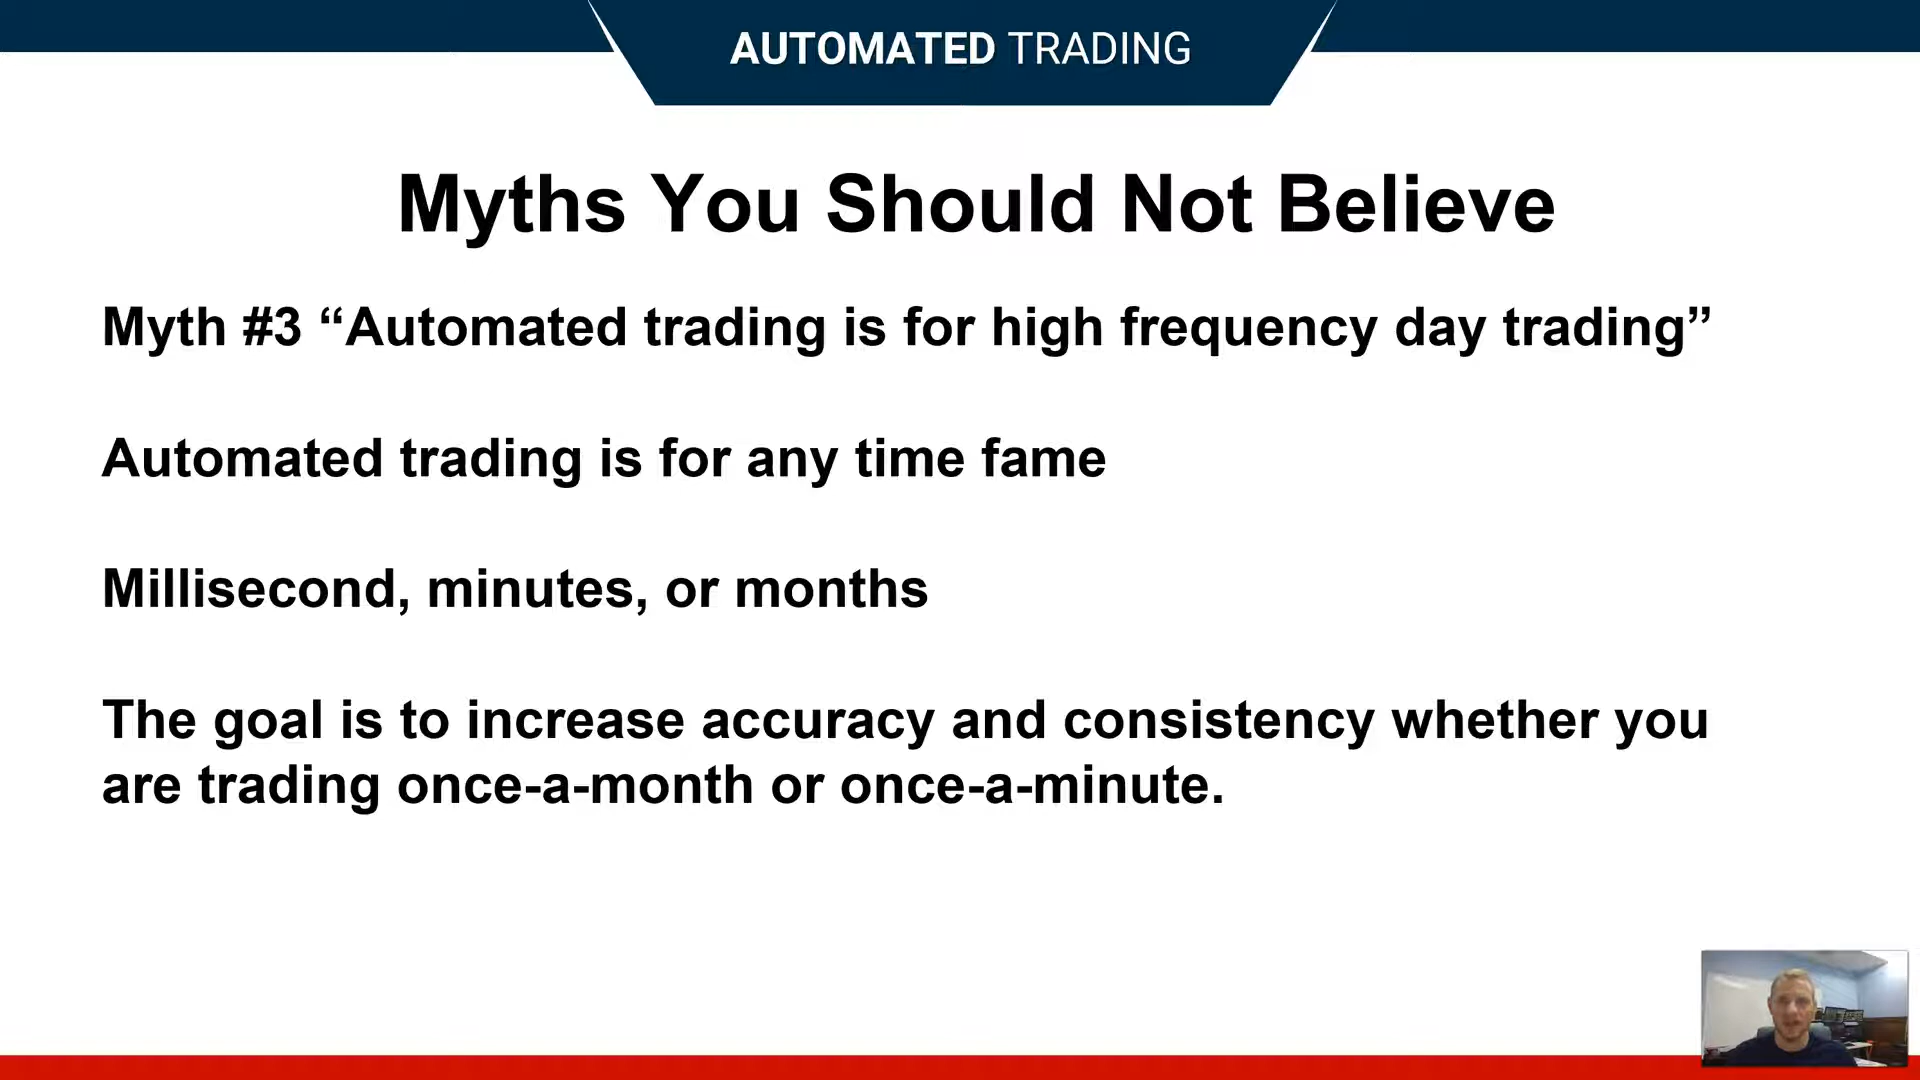 AUTOMATED TRADING
Myths You Should Not Believe
Myth #3 “Automated trading is for high frequency day trading”
Automated trading is for any time fame
Millisecond, minutes, or months
The goal is to increase accuracy and consistency whether you
are trading once-a-month or once-a-minute.